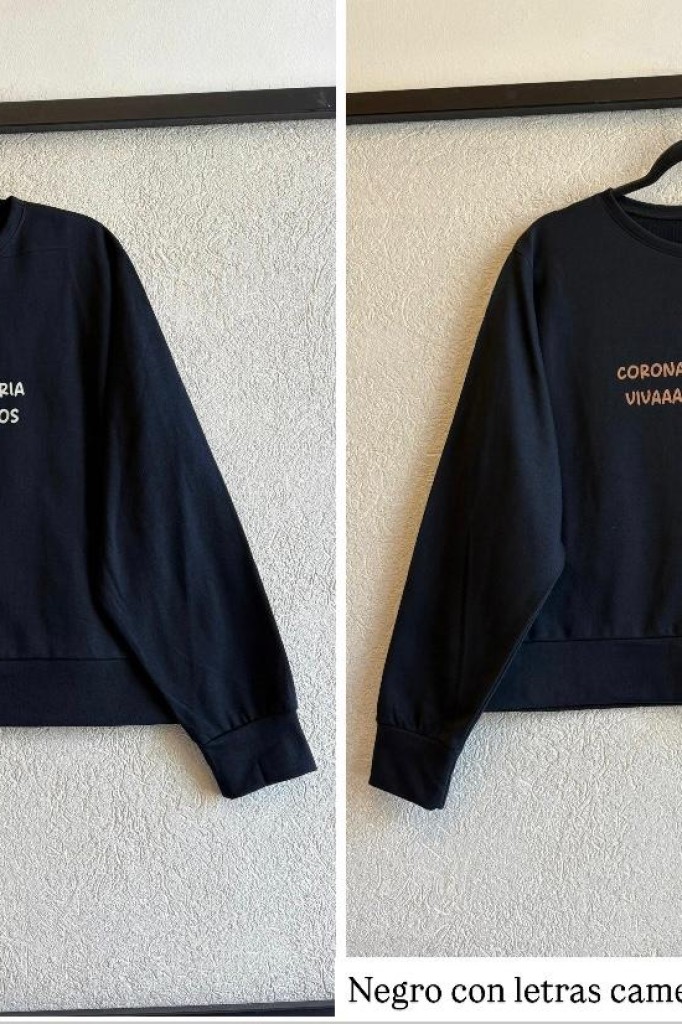 RIA
OS
CORONA
VIVAAA
Negro con letras came